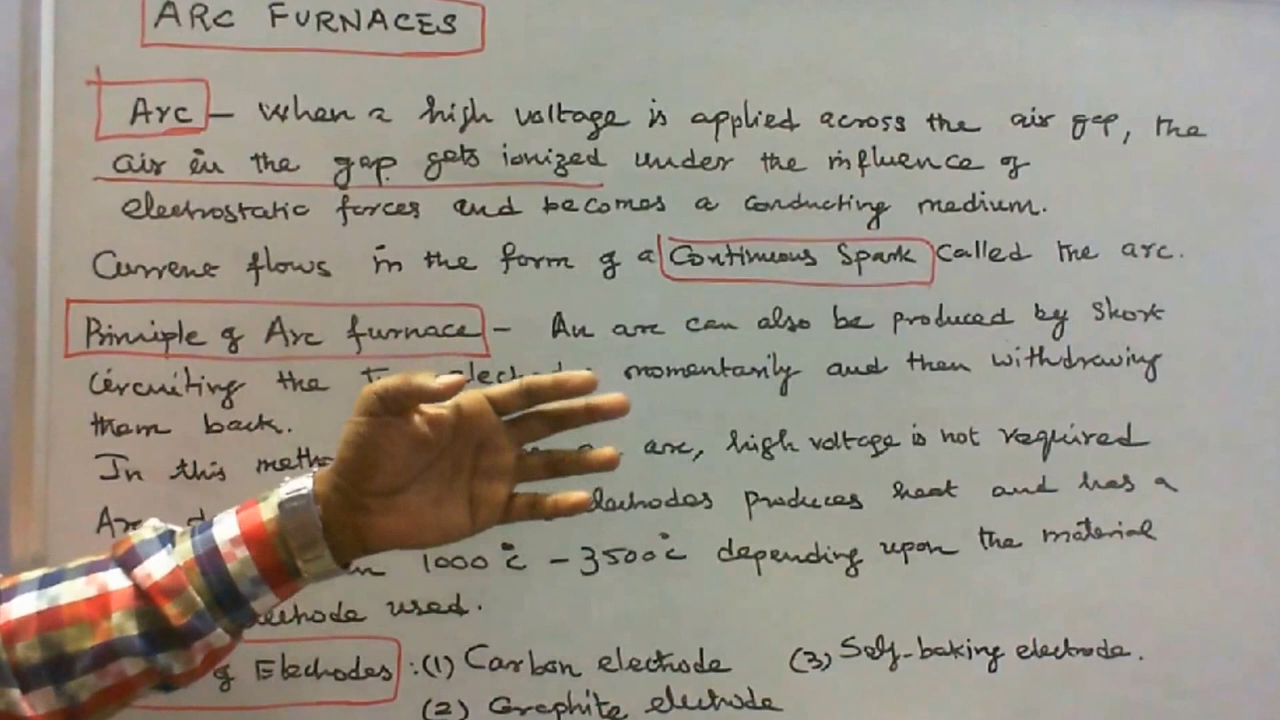 ARC FURNACES
Arc – When a high voltage is applied across the air gap, the
air in the gap gets ionized under the influence of
electrostatic forces and becomes a conducting medium.
Current flows in the form of a Continuous Spark called the arc.
Principle of Arc furnace – An arc can also be produced by short
circuiting the momentarily and then withdrawing
them back.
In this arc, high voltage is not required
Arc produces heat and has a
1000°c – 3500°c depending upon the material
used.
of Electrodes :(1) Carbon electrode (3) Self-baking electrode.
(2) Graphite electrode